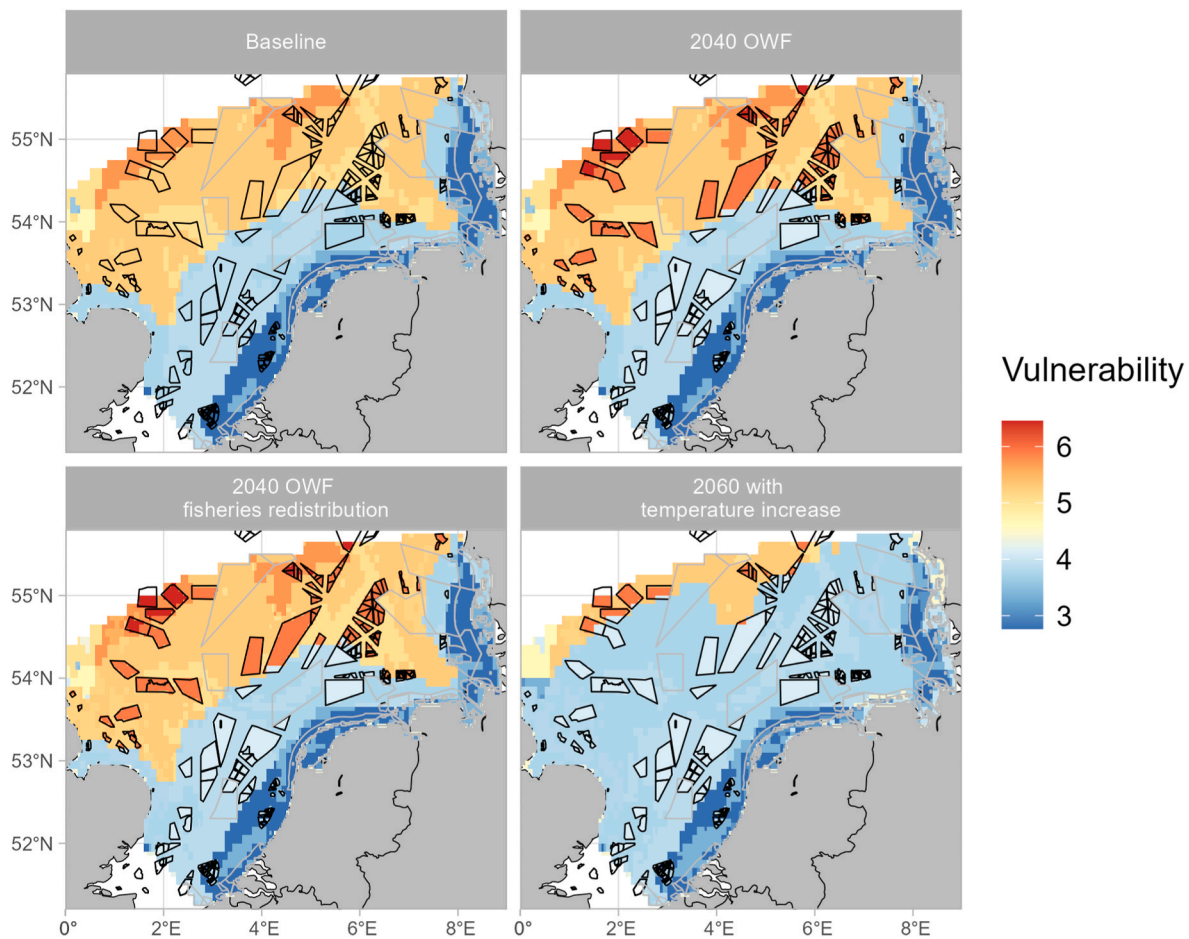 Baseline
2040 OWF
55°N
54°N
53°N
52°N
2040 OWF
fisheries redistribution
2060 with
temperature increase
55°N
54°N
53°N
52°N
0°
2°E
4°E
6°E
8°E
0°
2°E
4°E
6°E
8°E
Vulnerability
6
5
4
3